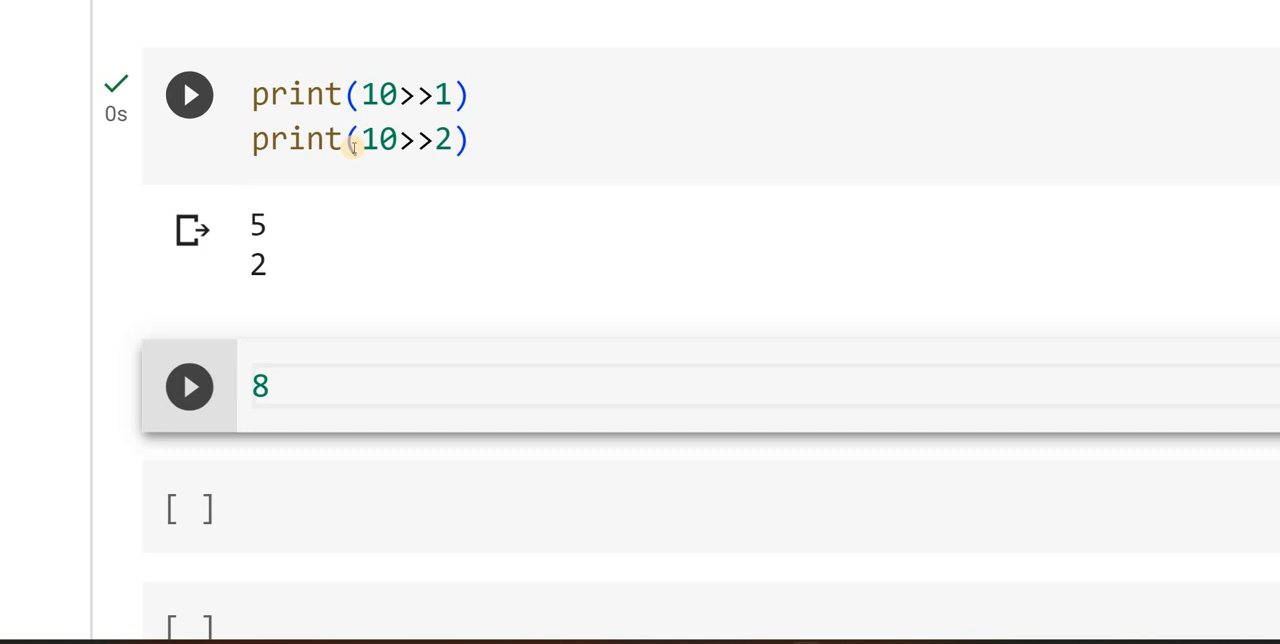 print(10>>1)
0s
print(10>>2)
5
2
8
[ ]
[ ]